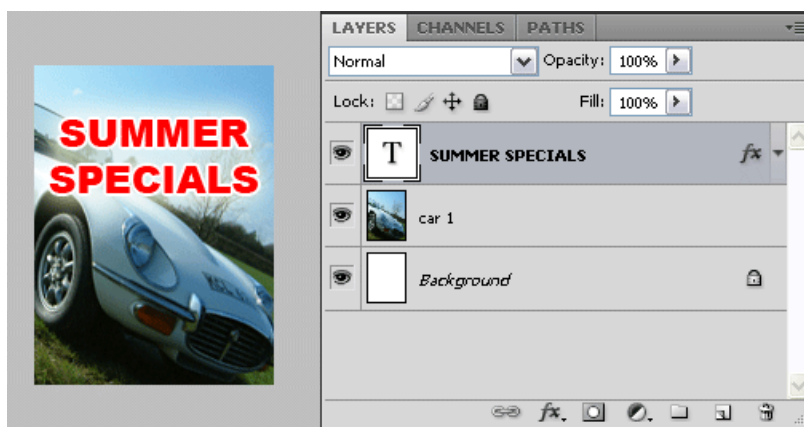 SUMMER
SPECIALS
LAYERS CHANNELS PATHS
Normal Opacity: 100%
Lock: Fill: 100%
T SUMMER SPECIALS fx
car 1
Background
fx